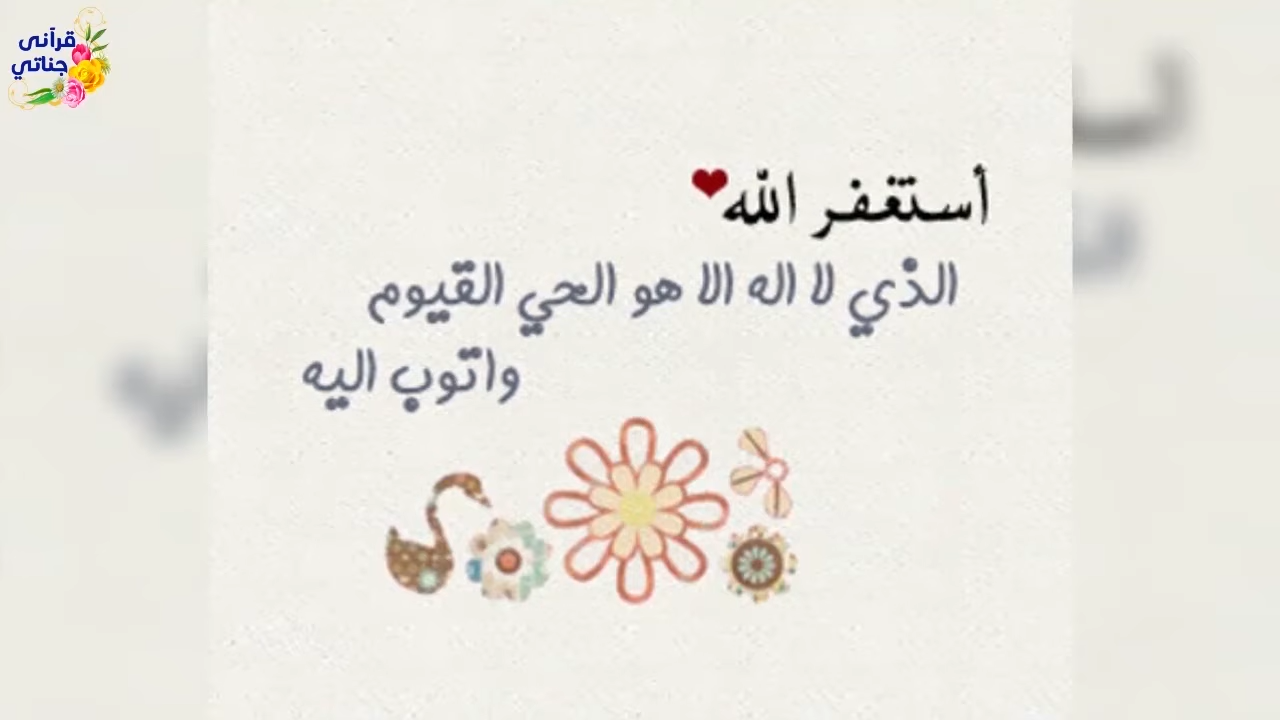 قرآنى
جناتي
أستغفر الله
الذي لا اله الا هو الحي القيوم
واتوب اليه